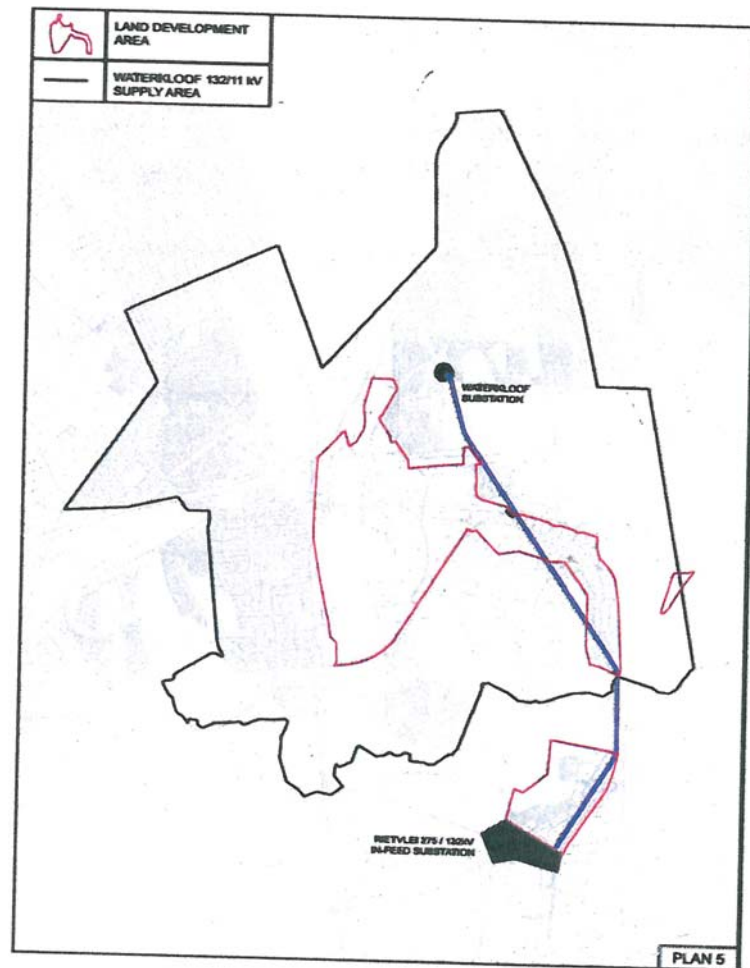 LAND DEVELOPMENT
AREA
WATERKLOOF 132/11 kV
SUPPLY AREA
WATERKLOOF
SUBSTATION
RIETVLEI 275 / 132kV
IN-FEED SUBSTATION
PLAN 5